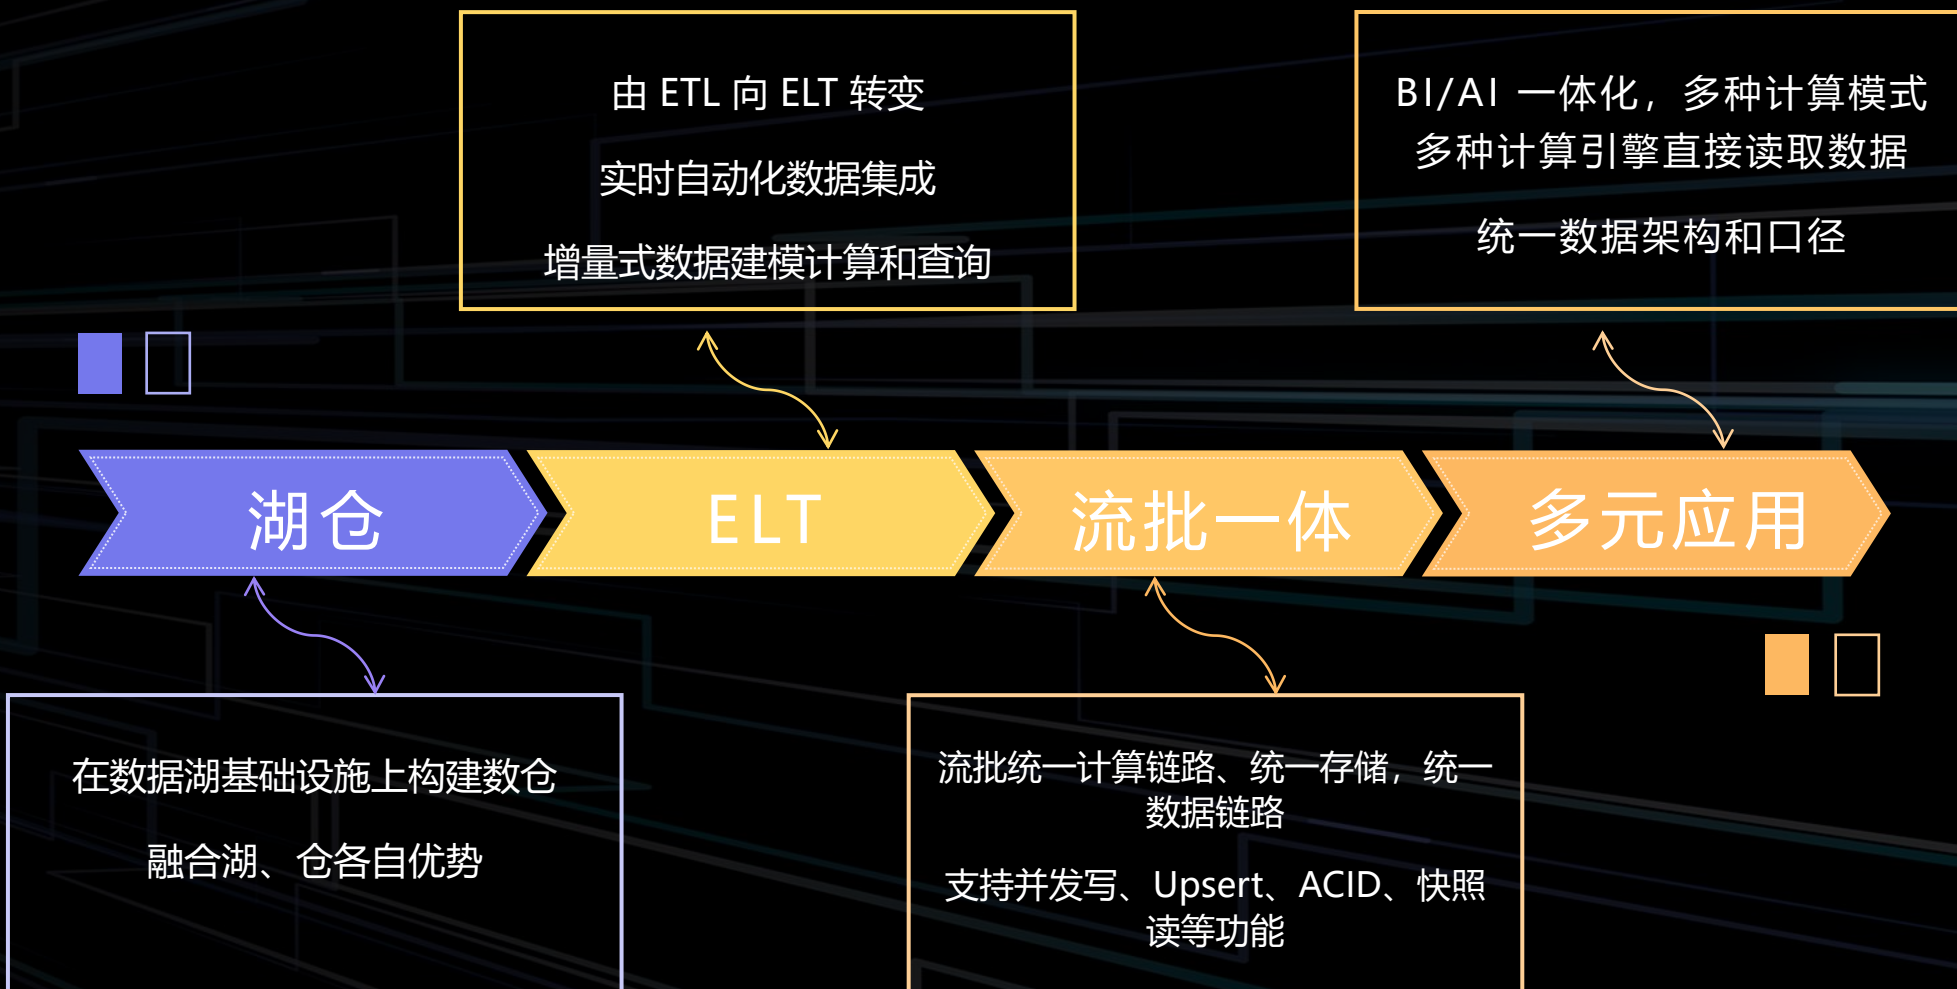 由 ETL 向 ELT 转变
实时自动化数据集成
增量式数据建模计算和查询
BI/AI 一体化，多种计算模式
多种计算引擎直接读取数据
统一数据架构和口径
湖仓
ELT
流批一体
多元应用
在数据湖基础设施上构建数仓
融合湖、仓各自优势
流批统一计算链路、统一存储，统一
数据链路
支持并发写、Upsert、ACID、快照
读等功能